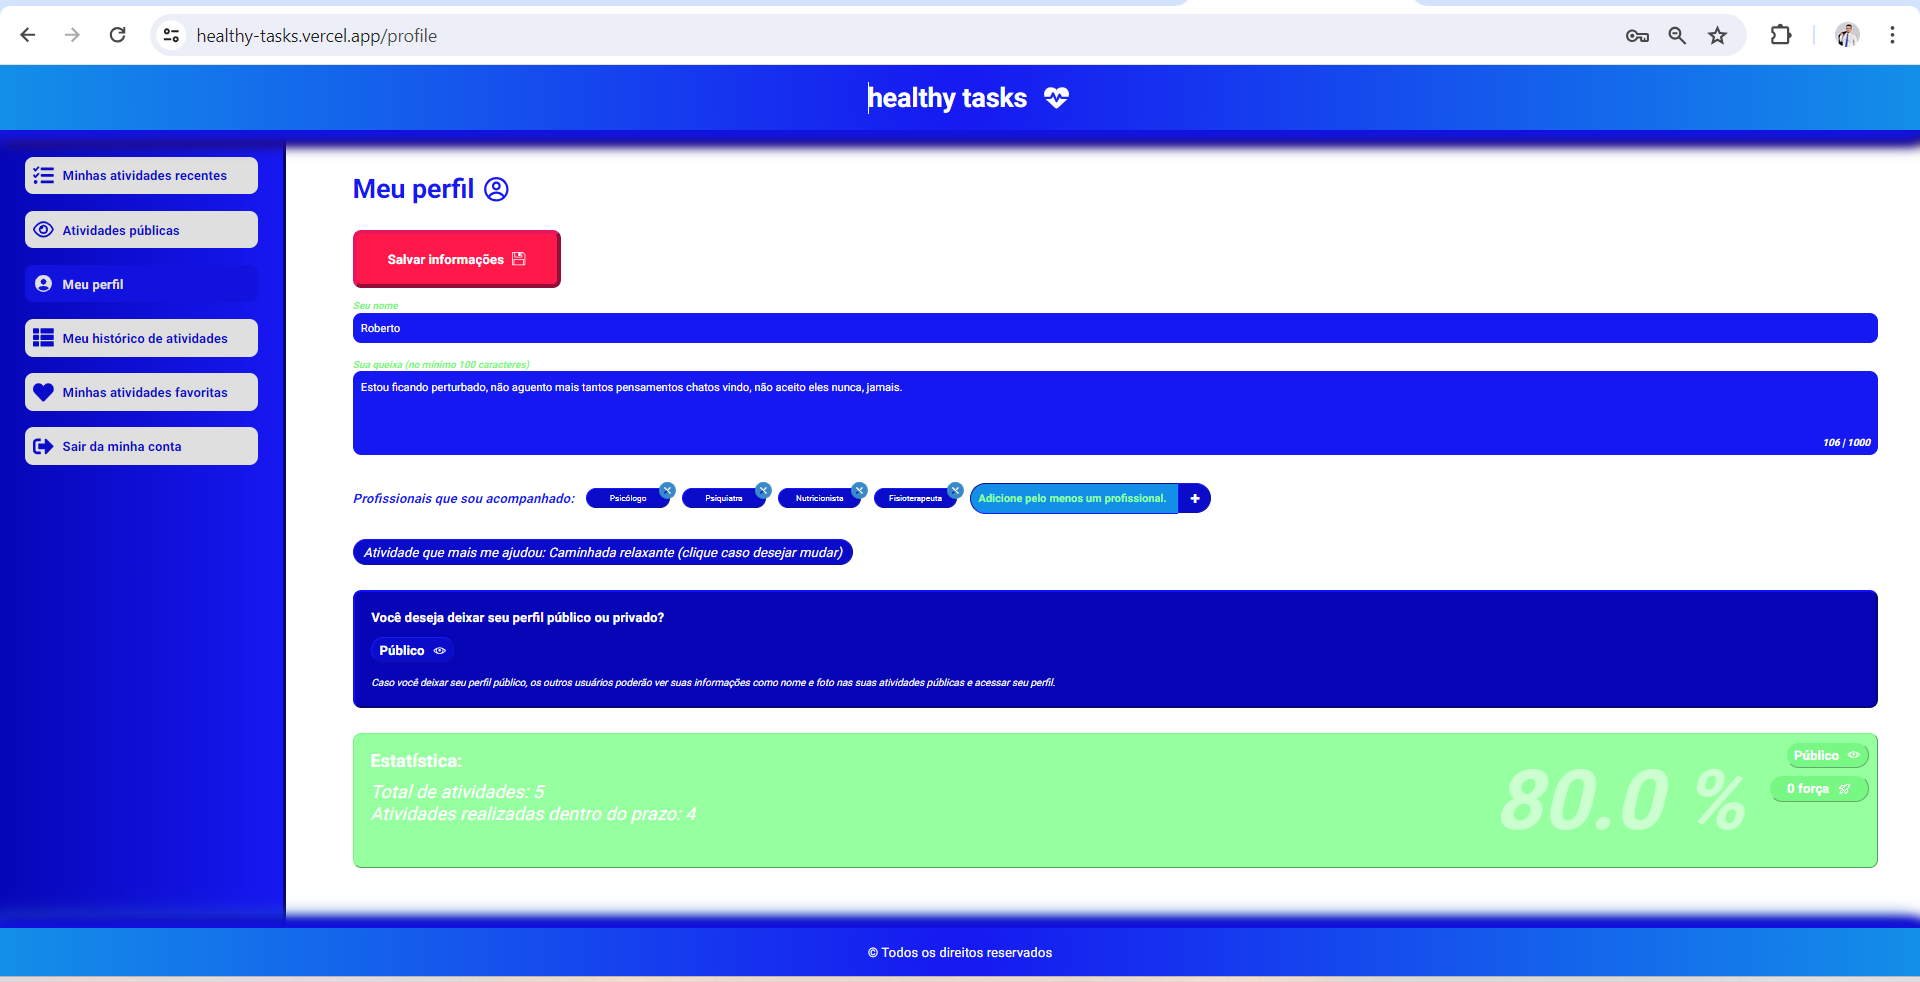 healthy-tasks.vercel.app/profile
healthy tasks
Minhas atividades recentes
Atividades públicas
Meu perfil
Meu histórico de atividades
Minhas atividades favoritas
Sair da minha conta
Meu perfil
Salvar informações
Seu nome
Roberto
Sua queixa (no mínimo 100 caracteres)
Estou ficando perturbado, não aguento mais tantos pensamentos chatos vindo, não aceito eles nunca, jamais.
106 | 1000
Profissionais que sou acompanhado: Psicólogo Psiquiatra Nutricionista Fisioterapeuta Adicione pelo menos um profissional. +
Atividade que mais me ajudou: Caminhada relaxante (clique caso desejar mudar)
Você deseja deixar seu perfil público ou privado?
Público
Caso você deixar seu perfil público, os outros usuários poderão ver suas informações como nome e foto nas suas atividades públicas e acessar seu perfil.
Estatística:
Total de atividades: 5
Atividades realizadas dentro do prazo: 4
80.0 %
Público
0 força
© Todos os direitos reservados